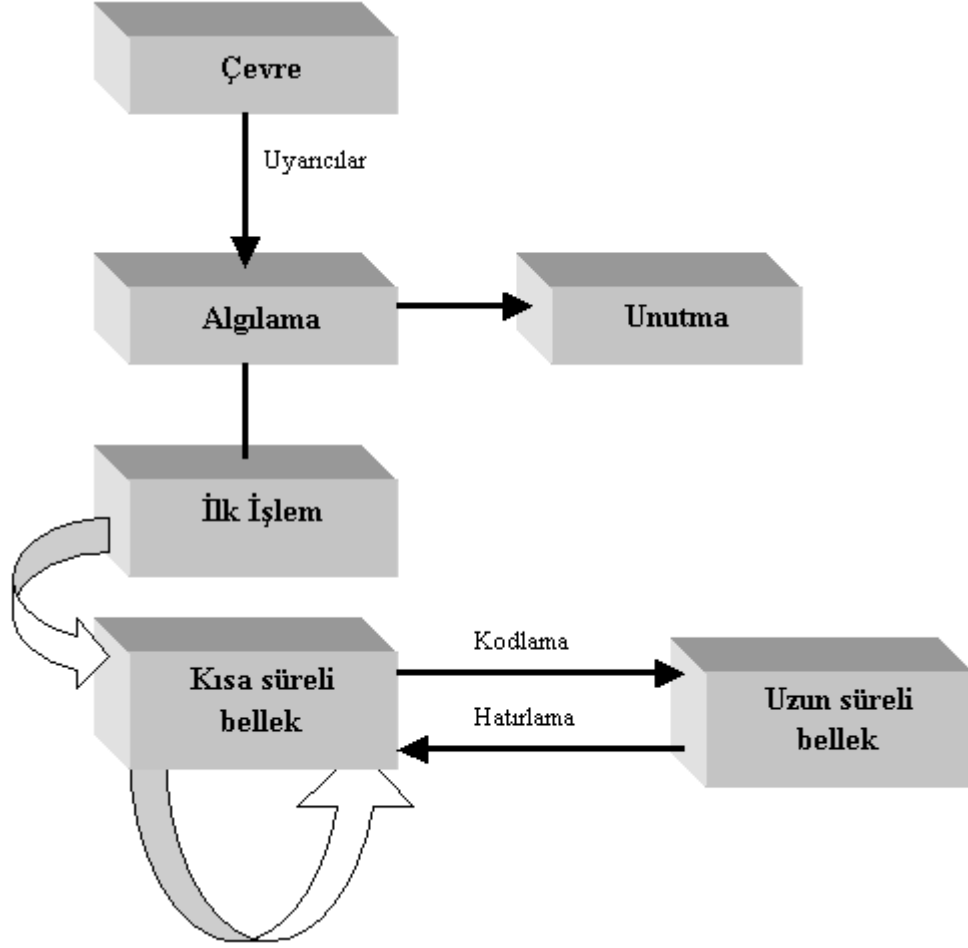 Çevre
Uyarıcılar
Algılama
Unutma
İlk İşlem
Kısa süreli
bellek
Kodlama
Hatırlama
Uzun süreli
bellek